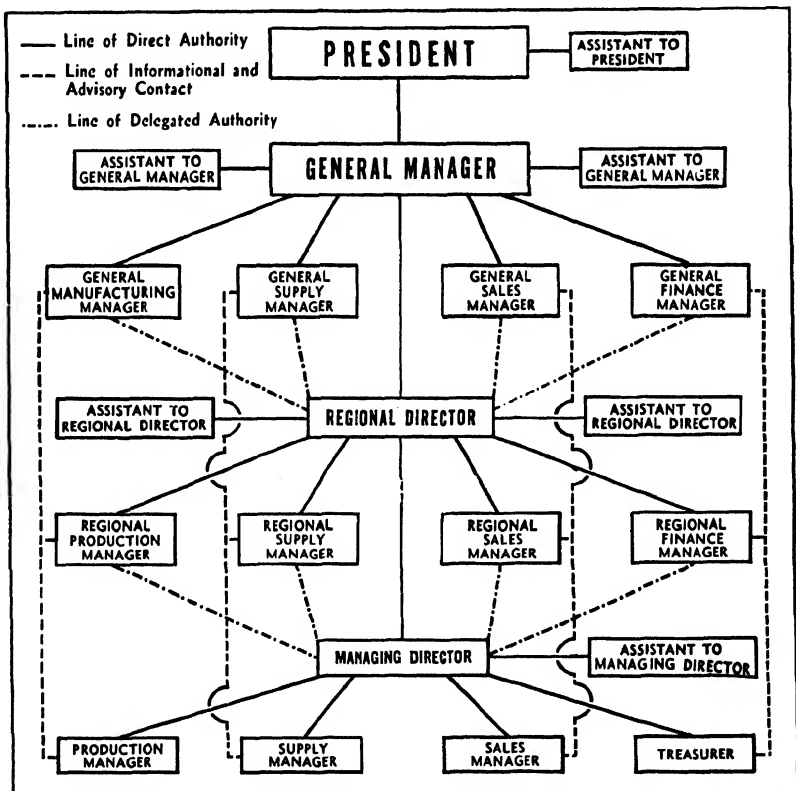 Line of Direct Authority
Line of Informational and
Advisory Contact
Line of Delegated Authority
PRESIDENT
ASSISTANT TO
PRESIDENT
ASSISTANT TO
GENERAL MANAGER
GENERAL MANAGER
ASSISTANT TO
GENERAL MANAGER
GENERAL
MANUFACTURING
MANAGER
GENERAL
SUPPLY
MANAGER
GENERAL
SALES
MANAGER
GENERAL
FINANCE
MANAGER
ASSISTANT TO
REGIONAL DIRECTOR
REGIONAL DIRECTOR
ASSISTANT TO
REGIONAL DIRECTOR
REGIONAL
PRODUCTION
MANAGER
REGIONAL
SUPPLY
MANAGER
REGIONAL
SALES
MANAGER
REGIONAL
FINANCE
MANAGER
MANAGING DIRECTOR
ASSISTANT TO
MANAGING DIRECTOR
PRODUCTION MANAGER
SUPPLY
MANAGER
SALES
MANAGER
TREASURER